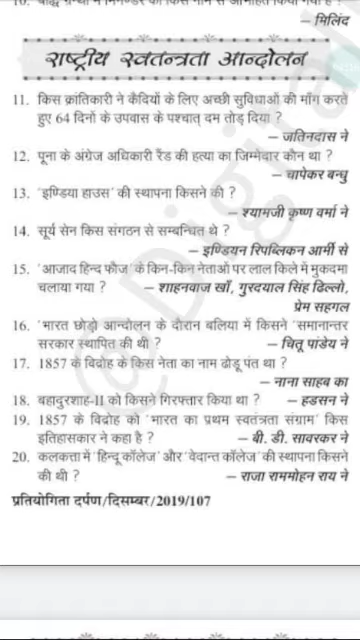 — मिलिंद
राष्ट्रीय स्वतन्त्रता आन्दोलन
11. किस क्रांतिकारी ने कैदियों के लिए अच्छी सुविधाओं की माँग करते
हुए 64 दिनों के उपवास के पश्चात् दम तोड़ दिया ?
— जतिनदास ने
12. पूना के अंग्रेज अधिकारी रैंड की हत्या का जिम्मेदार कौन था ?
— चापेकर बन्धु
13. 'इण्डिया हाउस' की स्थापना किसने की ?
— श्यामजी कृष्ण वर्मा ने
14. सूर्य सेन किस संगठन से सम्बन्धित थे ?
— इण्डियन रिपब्लिकन आर्मी से
15. 'आजाद हिन्द फौज' के किन-किन नेताओं पर लाल किले में मुकदमा
चलाया गया ? — शाहनवाज खाँ, गुरदयाल सिंह ढिल्लो,
प्रेम सहगल
16. 'भारत छोड़ो आन्दोलन के दौरान बलिया में किसने 'समानान्तर
सरकार स्थापित की थी ? — चितू पांडेय ने
17. 1857 के विद्रोह के किस नेता का नाम ढोडू पंत था ?
— नाना साहब का
18. बहादुरशाह-II को किसने गिरफ्तार किया था ? — हडसन ने
19. 1857 के विद्रोह को 'भारत का प्रथम स्वतंत्रता संग्राम' किस
इतिहासकार ने कहा है ? — बी. डी. सावरकर ने
20. कलकत्ता में 'हिन्दू कॉलेज' और 'वेदान्त कॉलेज' की स्थापना किसने
की थी ? — राजा राममोहन राय ने
प्रतियोगिता दर्पण/दिसम्बर/2019/107